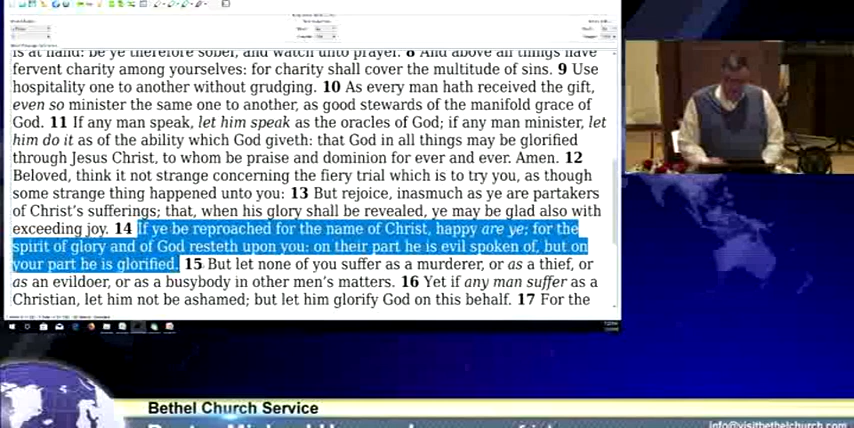 is at hand: be ye therefore sober, and watch unto prayer. 8 And above all things have
fervent charity among yourselves: for charity shall cover the multitude of sins. 9 Use
hospitality one to another without grudging. 10 As every man hath received the gift,
even so minister the same one to another, as good stewards of the manifold grace of
God. 11 If any man speak, let him speak as the oracles of God; if any man minister, let
him do it as of the ability which God giveth: that God in all things may be glorified
through Jesus Christ, to whom be praise and dominion for ever and ever. Amen. 12
Beloved, think it not strange concerning the fiery trial which is to try you, as though
some strange thing happened unto you: 13 But rejoice, inasmuch as ye are partakers
of Christ's sufferings; that, when his glory shall be revealed, ye may be glad also with
exceeding joy. 14 If ye be reproached for the name of Christ, happy are ye; for the
spirit of glory and of God resteth upon you: on their part he is evil spoken of, but on
your part he is glorified. 15 But let none of you suffer as a murderer, or as a thief, or
as an evildoer, or as a busybody in other men's matters. 16 Yet if any man suffer as a
Christian, let him not be ashamed; but let him glorify God on this behalf. 17 For the
Bethel Church Service
info@visitbethelchurch.com